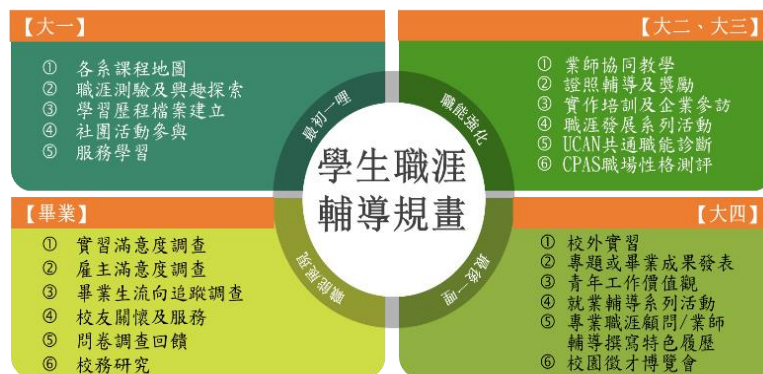 【大一】
① 各系課程地圖
② 職涯測驗及興趣探索
③ 學習歷程檔案建立
④ 社團活動參與
⑤ 服務學習
【大二、大三】
① 業師協同教學
② 證照輔導及獎勵
③ 實作培訓及企業參訪
④ 職涯發展系列活動
⑤ UCAN共通職能診斷
⑥ CPAS職場性格測評
最初一哩
職能強化
學生職涯
輔導規畫
職能展現
最後一哩
【畢業】
① 實習滿意度調查
② 雇主滿意度調查
③ 畢業生流向追蹤調查
④ 校友關懷及服務
⑤ 問卷調查回饋
⑥ 校務研究
【大四】
① 校外實習
② 專題或畢業成果發表
③ 青年工作價值觀
④ 就業輔導系列活動
⑤ 專業職涯顧問/業師
輔導撰寫特色履歷
⑥ 校園徵才博覽會